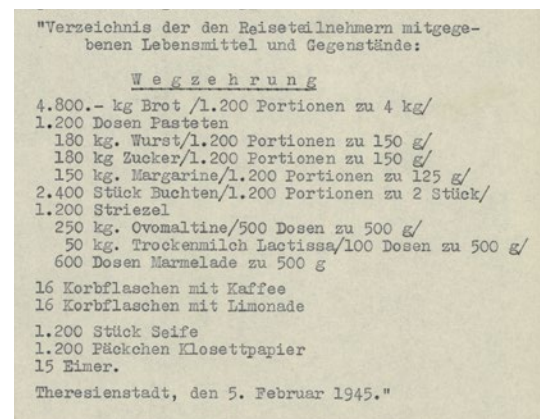 "Verzeichnis der den Reiseteilnehmern mitgege-
benen Lebensmittel und Gegenstände:
W e g z e h r u n g
4.800.- kg Brot /1.200 Portionen zu 4 kg/
1.200 Dosen Pasteten
180 kg. Wurst/1.200 Portionen zu 150 g/
180 kg Zucker/1.200 Portionen zu 150 g/
150 kg. Margarine/1.200 Portionen zu 125 g/
2.400 Stück Buchten/1.200 Portionen zu 2 Stück/
1.200 Striezel
250 kg. Ovomaltine/500 Dosen zu 500 g/
50 kg. Trockenmilch Lactissa/100 Dosen zu 500 g/
600 Dosen Marmelade zu 500 g
16 Korbflaschen mit Kaffee
16 Korbflaschen mit Limonade
1.200 Stück Seife
1.200 Päckchen Klosettpapier
15 Eimer.
Theresienstadt, den 5. Februar 1945."